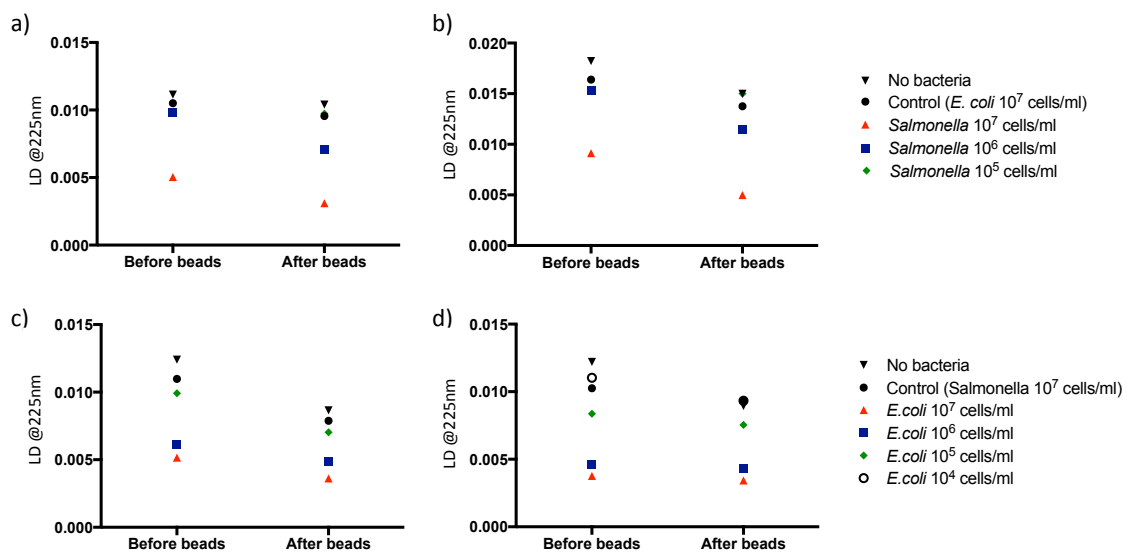 a)
0.015
0.010
0.005
0.000
LD @225nm
Before beads
After beads
b)
0.020
0.015
0.010
0.005
0.000
LD @225nm
Before beads
After beads
No bacteria
Control (E. coli 10⁷ cells/ml)
Salmonella 10⁷ cells/ml
Salmonella 10⁶ cells/ml
Salmonella 10⁵ cells/ml
c)
0.015
0.010
0.005
0.000
LD @225nm
Before beads
After beads
d)
0.015
0.010
0.005
0.000
LD @225nm
Before beads
After beads
No bacteria
Control (Salmonella 10⁷ cells/ml)
E.coli 10⁷ cells/ml
E.coli 10⁶ cells/ml
E.coli 10⁵ cells/ml
E.coli 10⁴ cells/ml